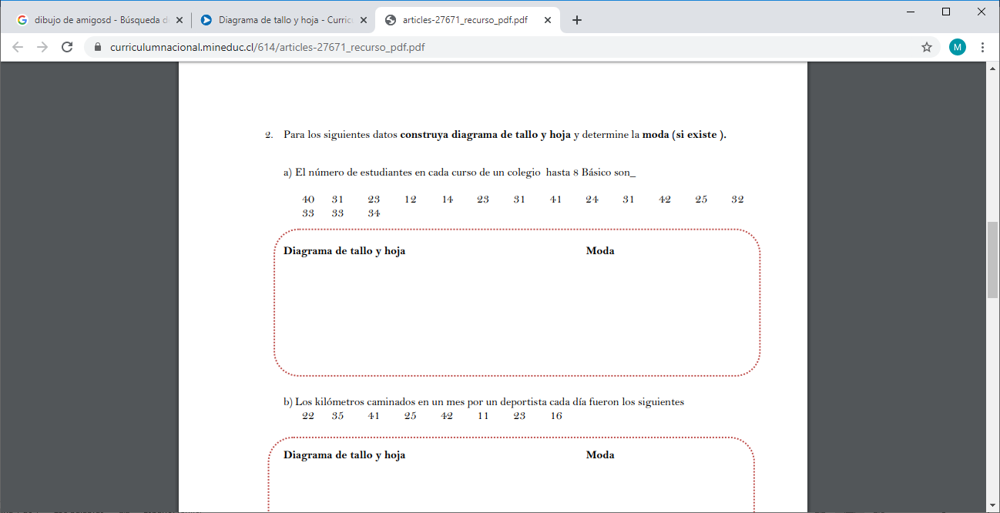 dibujo de amigosd - Búsqueda d
Diagrama de tallo y hoja - Curric
articles-27671_recurso_pdf.pdf
curriculumnacional.mineduc.cl/614/articles-27671_recurso_pdf.pdf
M
2. Para los siguientes datos construya diagrama de tallo y hoja y determine la moda (si existe ).
a) El número de estudiantes en cada curso de un colegio hasta 8 Básico son_
40 31 23 12 14 23 31 41 24 31 42 25 32
33 33 34
Diagrama de tallo y hoja Moda
b) Los kilómetros caminados en un mes por un deportista cada día fueron los siguientes
22 35 41 25 42 11 23 16
Diagrama de tallo y hoja Moda